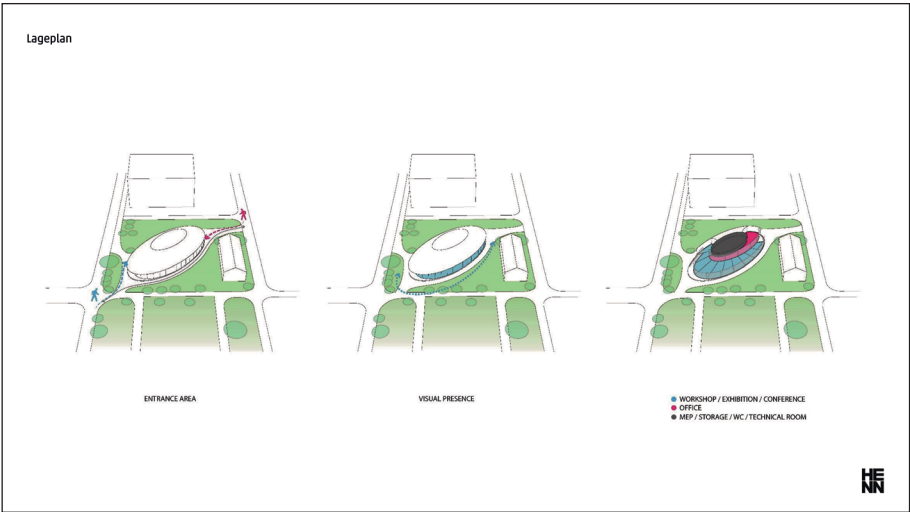 Lageplan
ENTRANCE AREA
VISUAL PRESENCE
WORKSHOP / EXHIBITION / CONFERENCE
OFFICE
MEP / STORAGE / WC / TECHNICAL ROOM
HE
NN